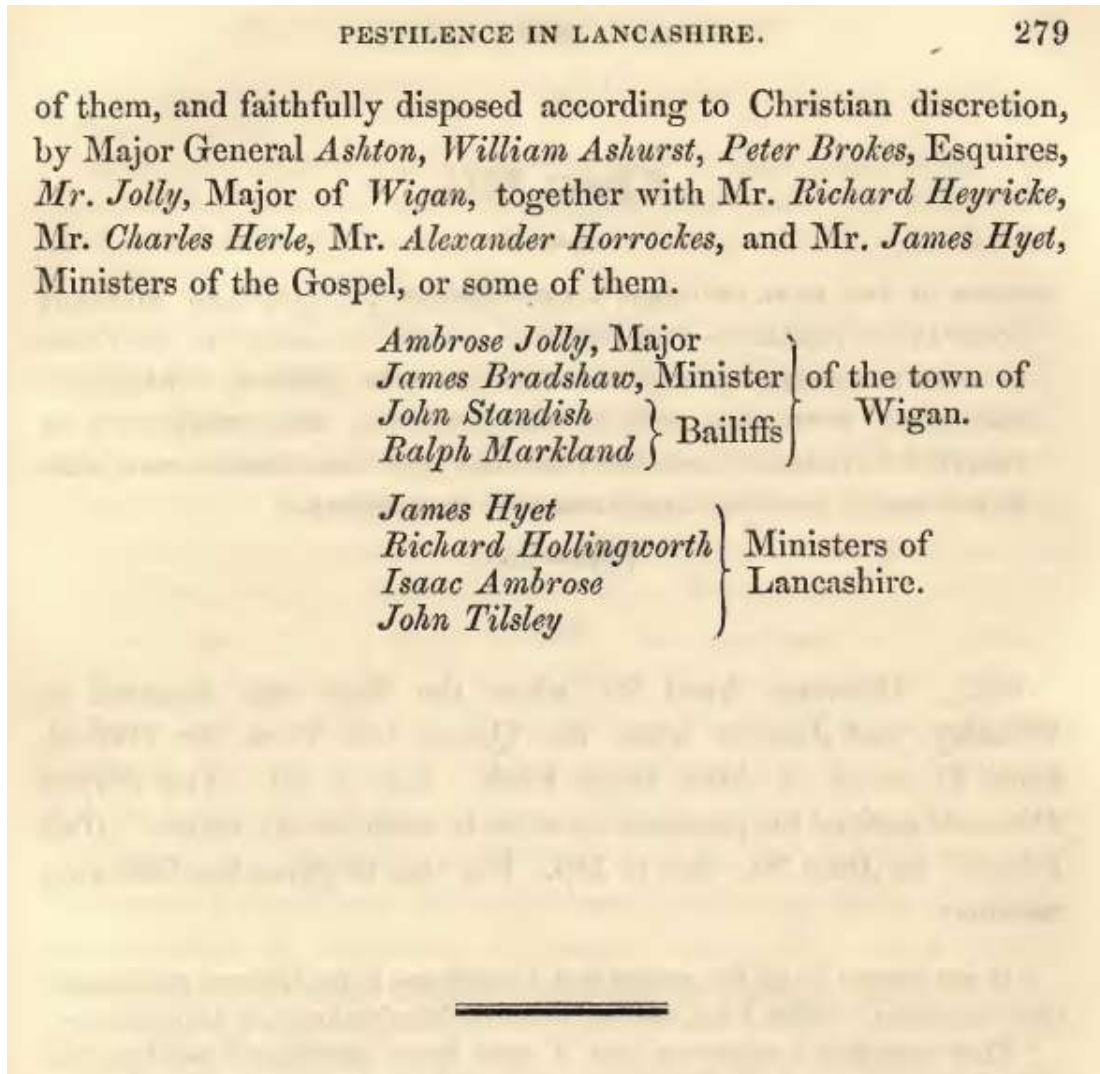 PESTILENCE IN LANCASHIRE. 279
of them, and faithfully disposed according to Christian discretion,
by Major General Ashton, William Ashurst, Peter Brokes, Esquires,
Mr. Jolly, Major of Wigan, together with Mr. Richard Heyricke,
Mr. Charles Herle, Mr. Alexander Horrockes, and Mr. James Hyet,
Ministers of the Gospel, or some of them.
Ambrose Jolly, Major
James Bradshaw, Minister of the town of
John Standish Wigan.
Ralph Markland Bailiffs
James Hyet
Richard Hollingworth Ministers of
Isaac Ambrose Lancashire.
John Tilsley